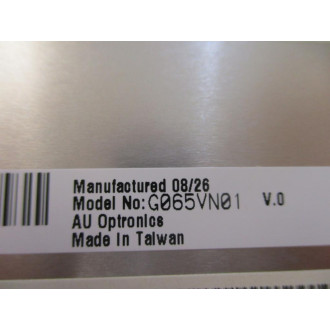 Manufactured 08/26
Model No:G065VN01 V.0
AU Optronics
Made In Taiwan